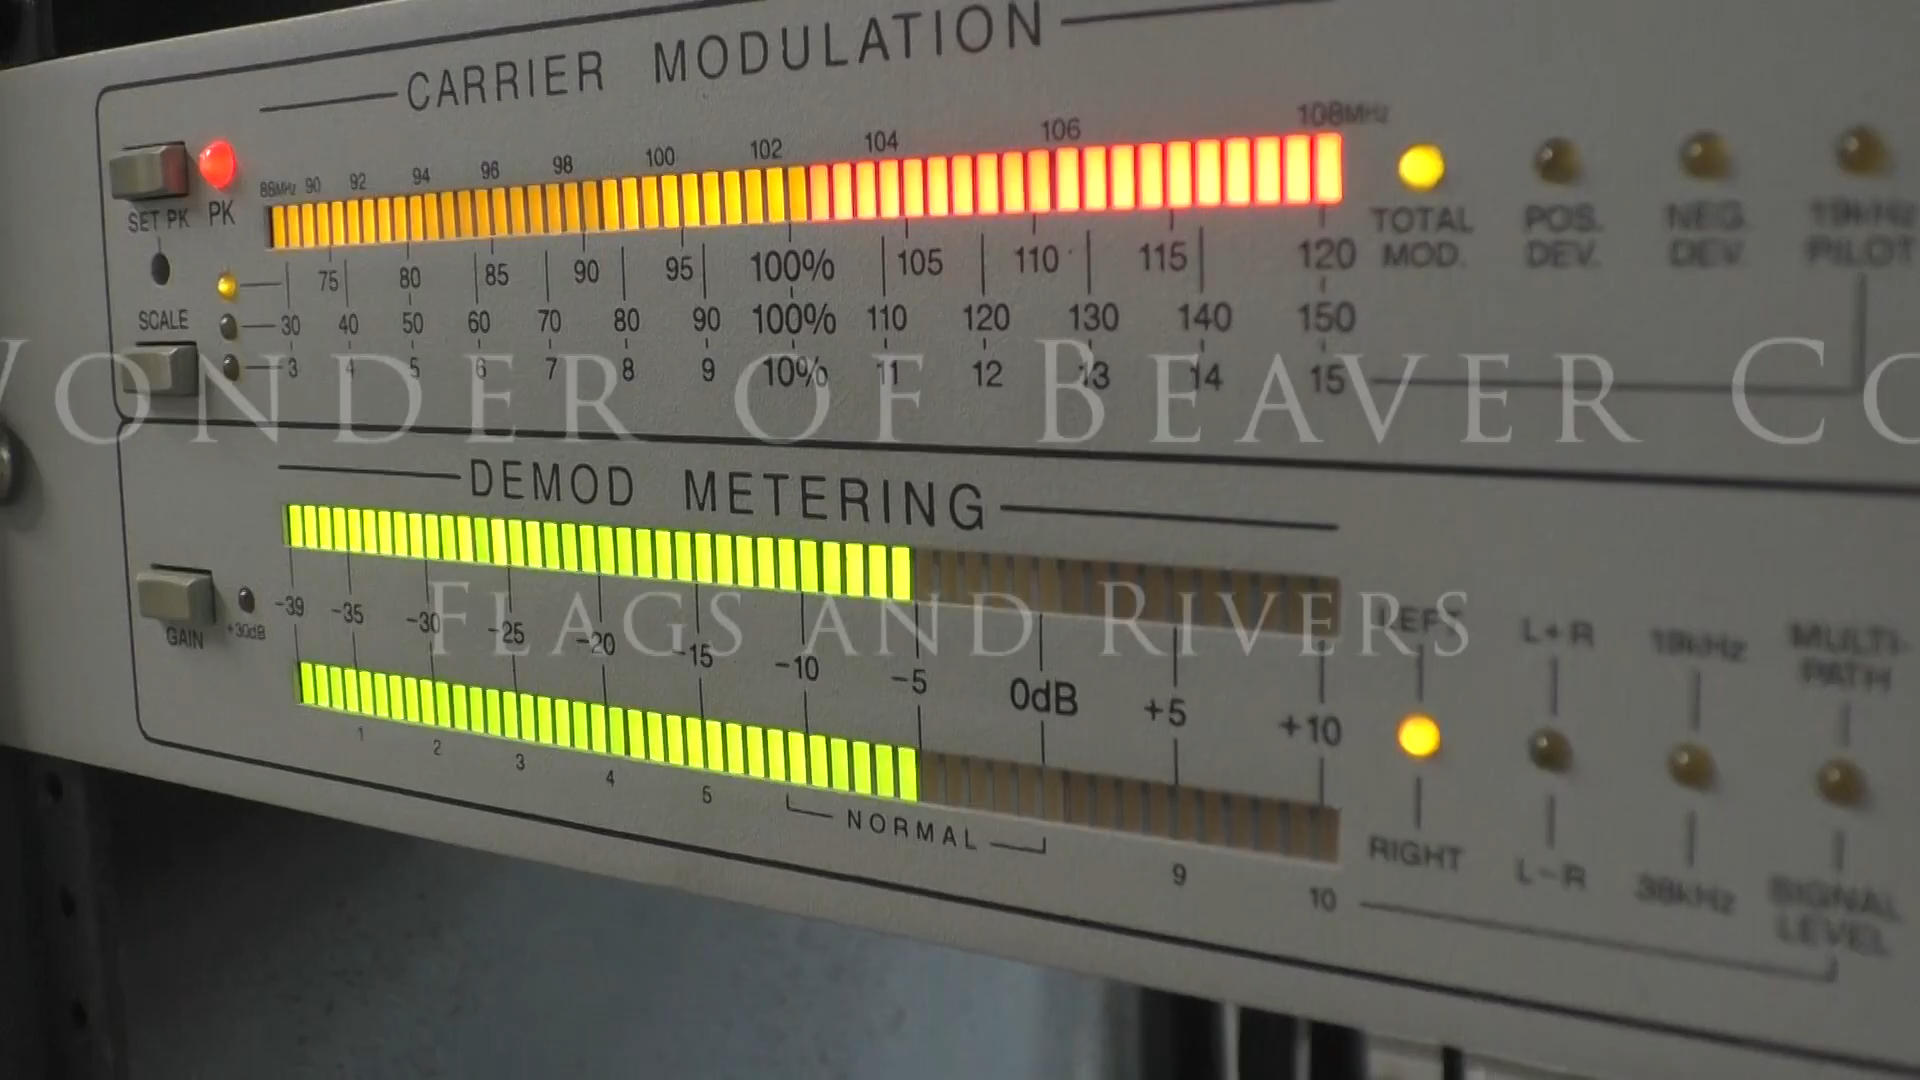 CARRIER MODULATION
88MHz 90 92 94 96 98 100 102 104 106 108MHz
SET PK PK
TOTAL MOD. POS. DEV. NEG. DEV. 19kHz PILOT
75 80 85 90 95 100% 105 110 115 120
SCALE
30 40 50 60 70 80 90 100% 110 120 130 140 150
3 4 5 6 7 8 9 10% 11 12 13 14 15
WONDER OF BEAVER CO
DEMOD METERING
FLAGS AND RIVERS
GAIN +30dB
-39 -35 -30 -25 -20 -15 -10 -5 0dB +5 +10
LEFT L+R 19kHz MULTI-PATH
1 2 3 4 5 NORMAL 9 10
RIGHT L-R 38kHz SIGNAL LEVEL